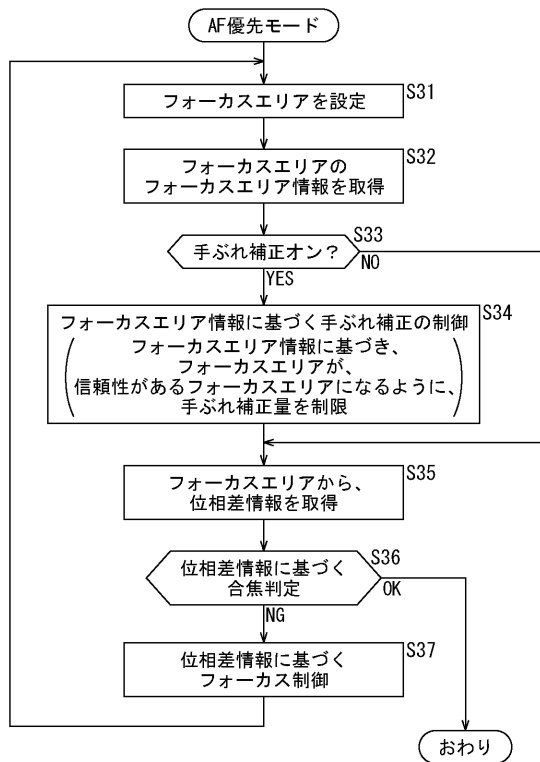 AF優先モード
フォーカスエリアを設定
S31
フォーカスエリアの
フォーカスエリア情報を取得
S32
手ぶれ補正オン？
S33
NO
YES
フォーカスエリア情報に基づく手ぶれ補正の制御
S34
フォーカスエリア情報に基づき、
フォーカスエリアが、
信頼性があるフォーカスエリアになるように、
手ぶれ補正量を制限
フォーカスエリアから、
位相差情報を取得
S35
位相差情報に基づく
合焦判定
S36
OK
NG
位相差情報に基づく
フォーカス制御
S37
おわり